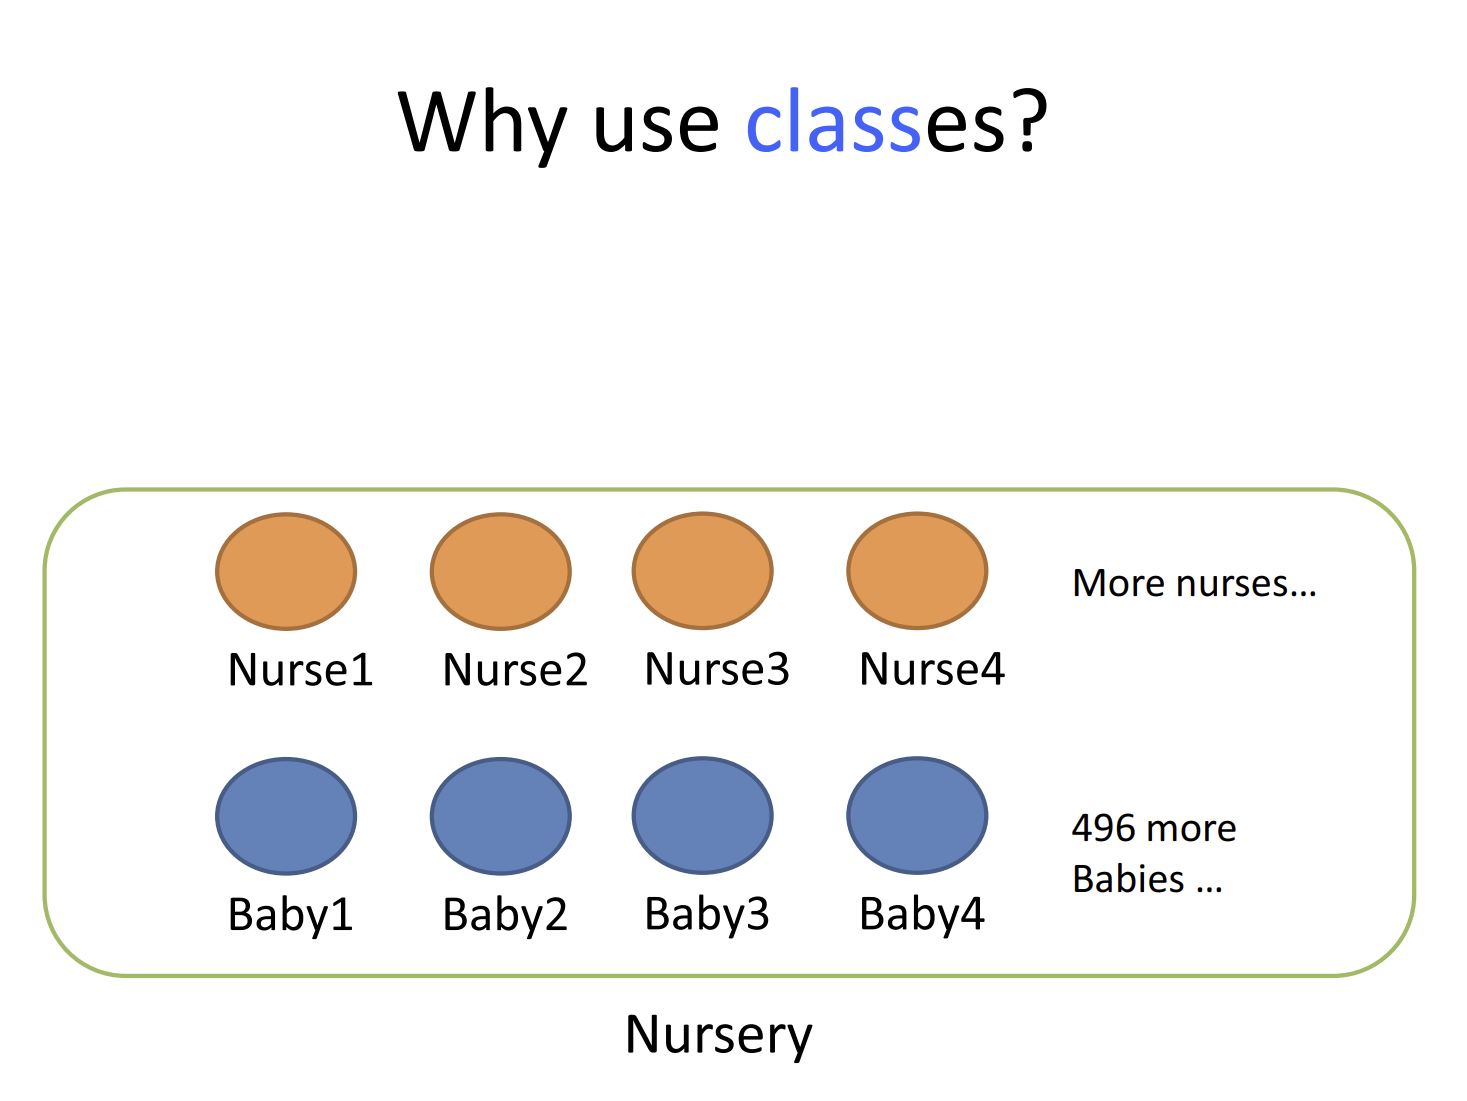 Why use classes?
More nurses...
Nurse1 Nurse2 Nurse3 Nurse4
496 more
Babies ...
Baby1 Baby2 Baby3 Baby4
Nursery